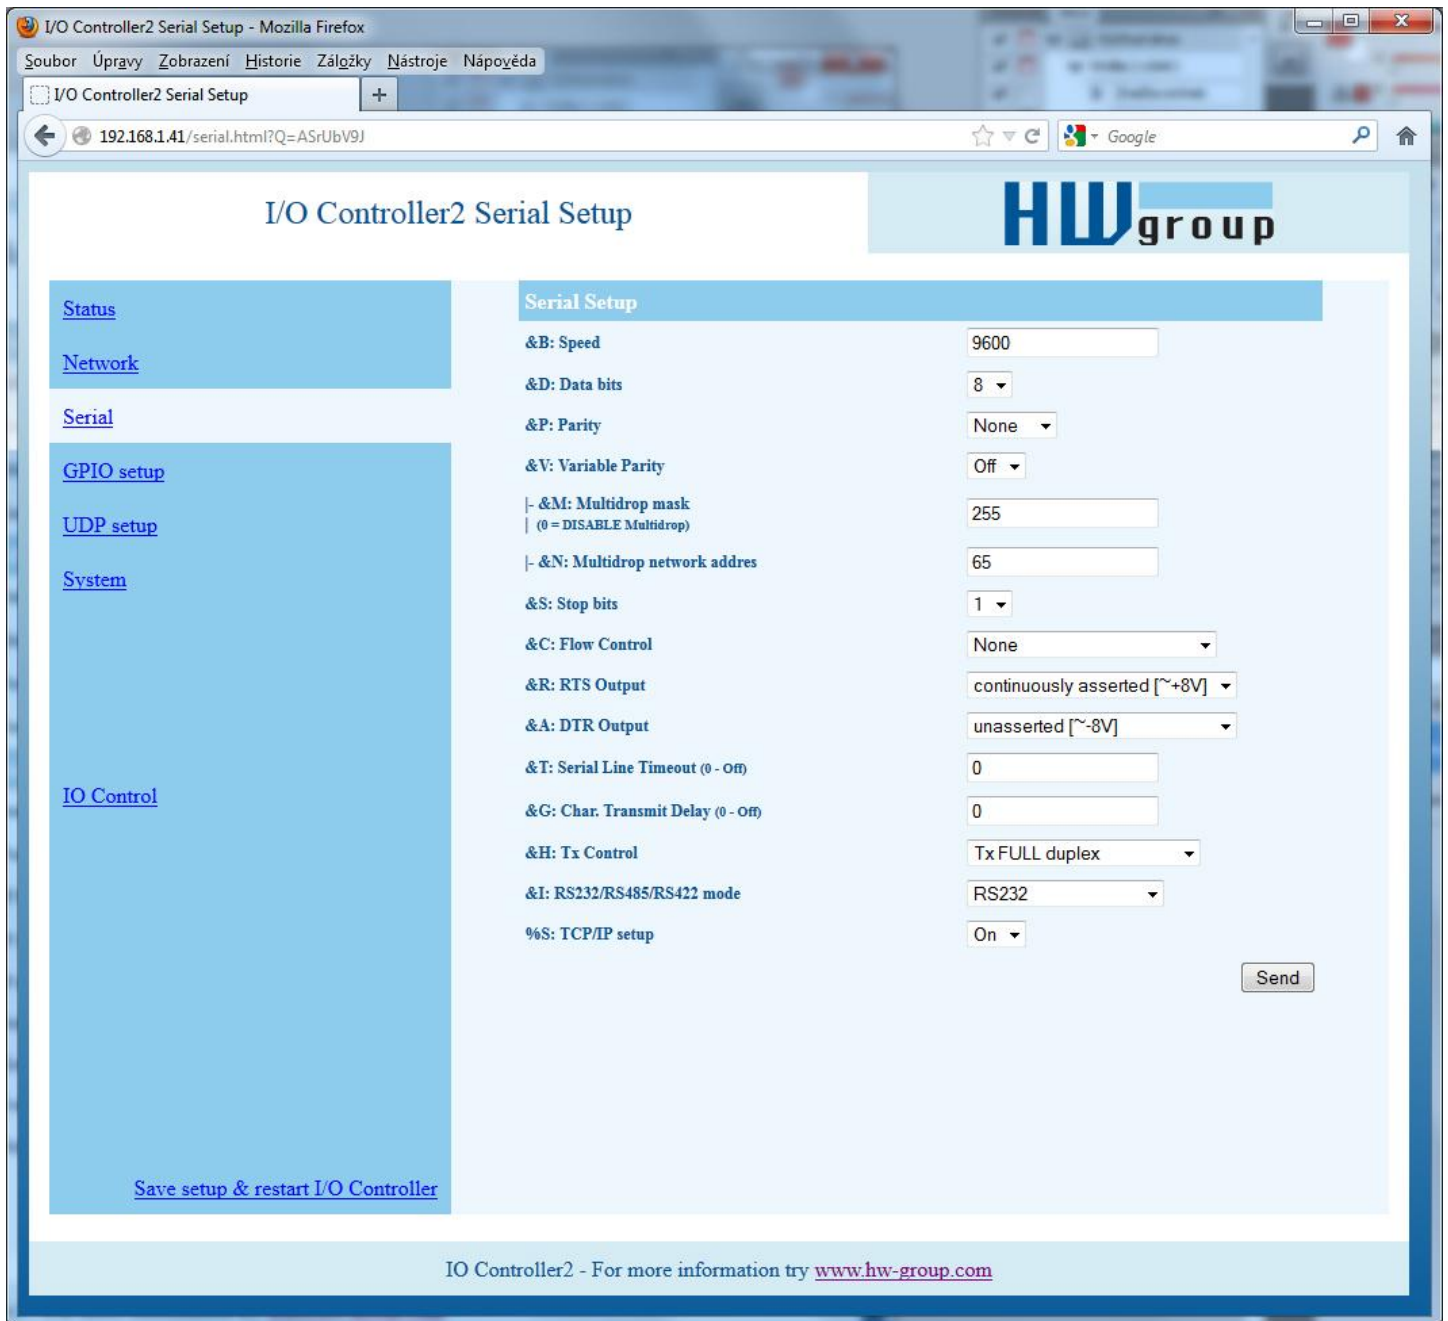 I/O Controller2 Serial Setup - Mozilla Firefox
Soubor Úpravy Zobrazení Historie Záložky Nástroje Nápověda
I/O Controller2 Serial Setup +
192.168.1.41/serial.html?Q=ASrUbV9J
Google
I/O Controller2 Serial Setup
HWgroup
Status
Network
Serial
GPIO setup
UDP setup
System
IO Control
Save setup & restart I/O Controller
Serial Setup
&B: Speed 9600
&D: Data bits 8
&P: Parity None
&V: Variable Parity Off
|- &M: Multidrop mask 255
| (0 = DISABLE Multidrop)
|- &N: Multidrop network addres 65
&S: Stop bits 1
&C: Flow Control None
&R: RTS Output continuously asserted [~+8V]
&A: DTR Output unasserted [~-8V]
&T: Serial Line Timeout (0 - Off) 0
&G: Char. Transmit Delay (0 - Off) 0
&H: Tx Control Tx FULL duplex
&I: RS232/RS485/RS422 mode RS232
%S: TCP/IP setup On
Send
IO Controller2 - For more information try www.hw-group.com